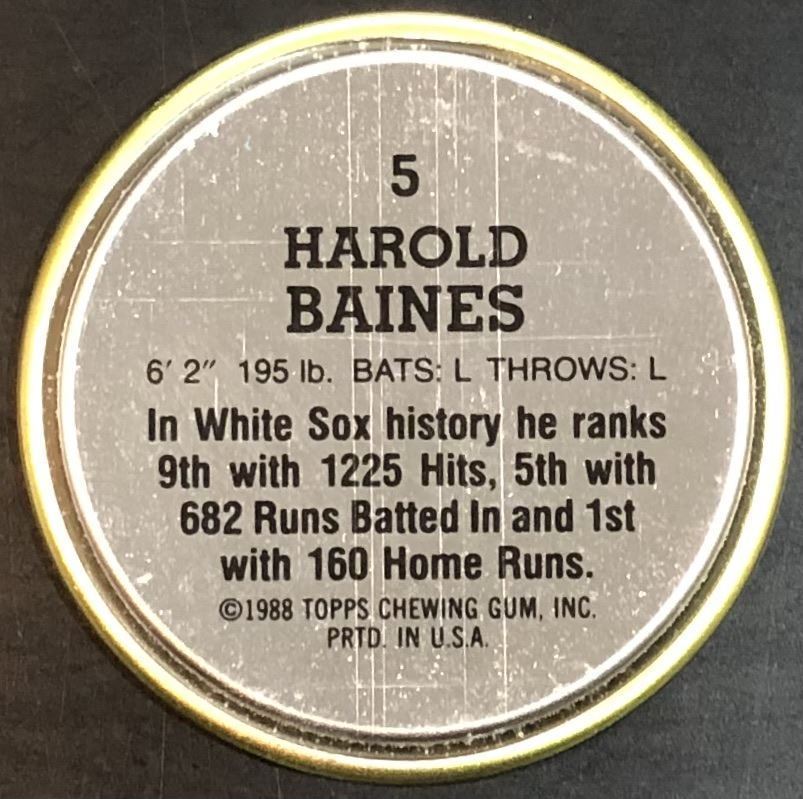 5
HAROLD
BAINES
6′ 2″ 195 lb. BATS: L THROWS: L
In White Sox history he ranks
9th with 1225 Hits, 5th with
682 Runs Batted In and 1st
with 160 Home Runs.
©1988 TOPPS CHEWING GUM, INC.
PRTD. IN U.S.A.